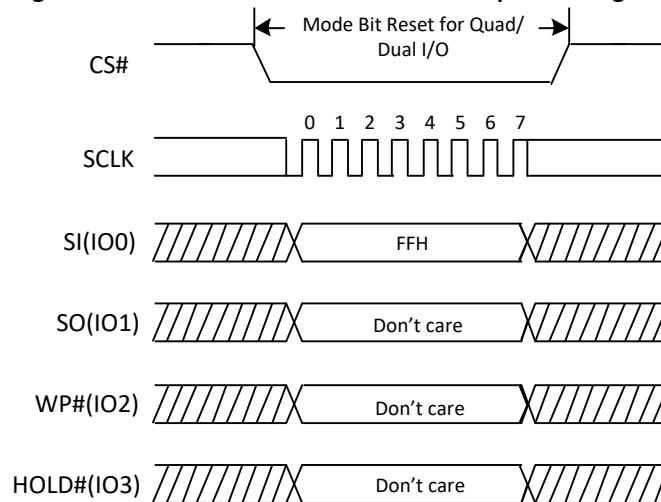 Mode Bit Reset for Quad/
Dual I/O
CS#
0 1 2 3 4 5 6 7
SCLK
SI(IO0) FFH
SO(IO1) Don't care
WP#(IO2) Don't care
HOLD#(IO3) Don't care